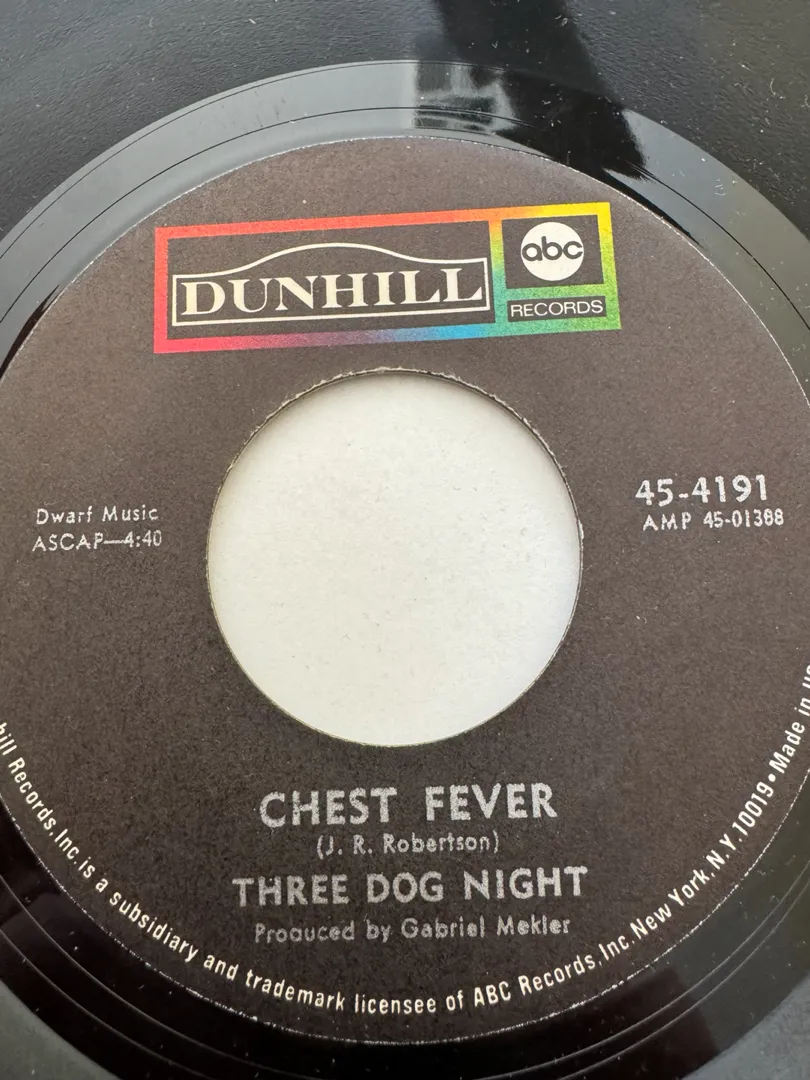 DUNHILL
abc
RECORDS
Dwarf Music
ASCAP—4:40
45-4191
AMP 45-01388
CHEST FEVER
(J. R. Robertson)
THREE DOG NIGHT
Produced by Gabriel Mekler
Records, Inc. is a subsidiary and trademark licensee of ABC Records, Inc. New York, N.Y. 10019 • Made in